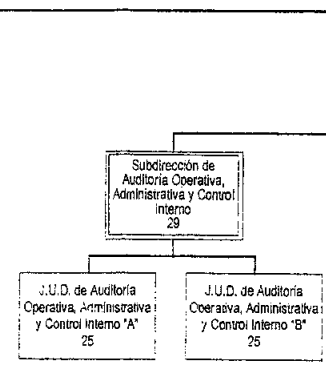 Subdirección de
Auditoria Operativa,
Administrativa y Control
Interno
29
J.U.D. de Auditoría
Operativa, Administrativa
y Control Interno "A"
25
J.U.D. de Auditoría
Operativa, Administrativa
y Control Interno "B"
25